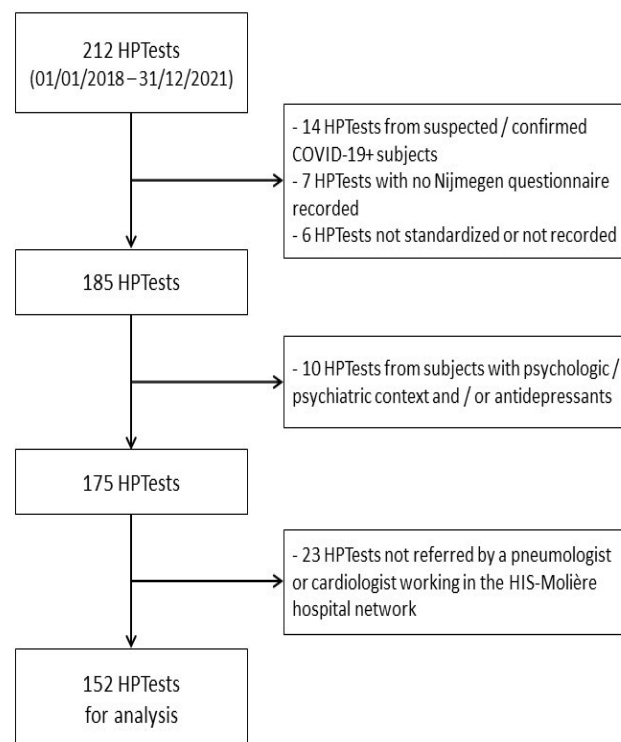 212 HPTests
(01/01/2018 – 31/12/2021)
- 14 HPTests from suspected / confirmed
COVID-19+ subjects
- 7 HPTests with no Nijmegen questionnaire
recorded
- 6 HPTests not standardized or not recorded
185 HPTests
- 10 HPTests from subjects with psychologic /
psychiatric context and / or antidepressants
175 HPTests
- 23 HPTests not referred by a pneumologist
or cardiologist working in the HIS-Molière
hospital network
152 HPTests
for analysis